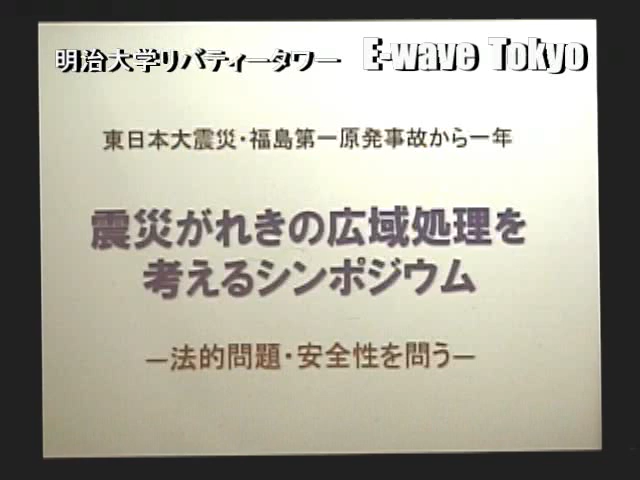 明治大学リバティータワー E-wave Tokyo
東日本大震災・福島第一原発事故から一年
震災がれきの広域処理を
考えるシンポジウム
―法的問題・安全性を問う―